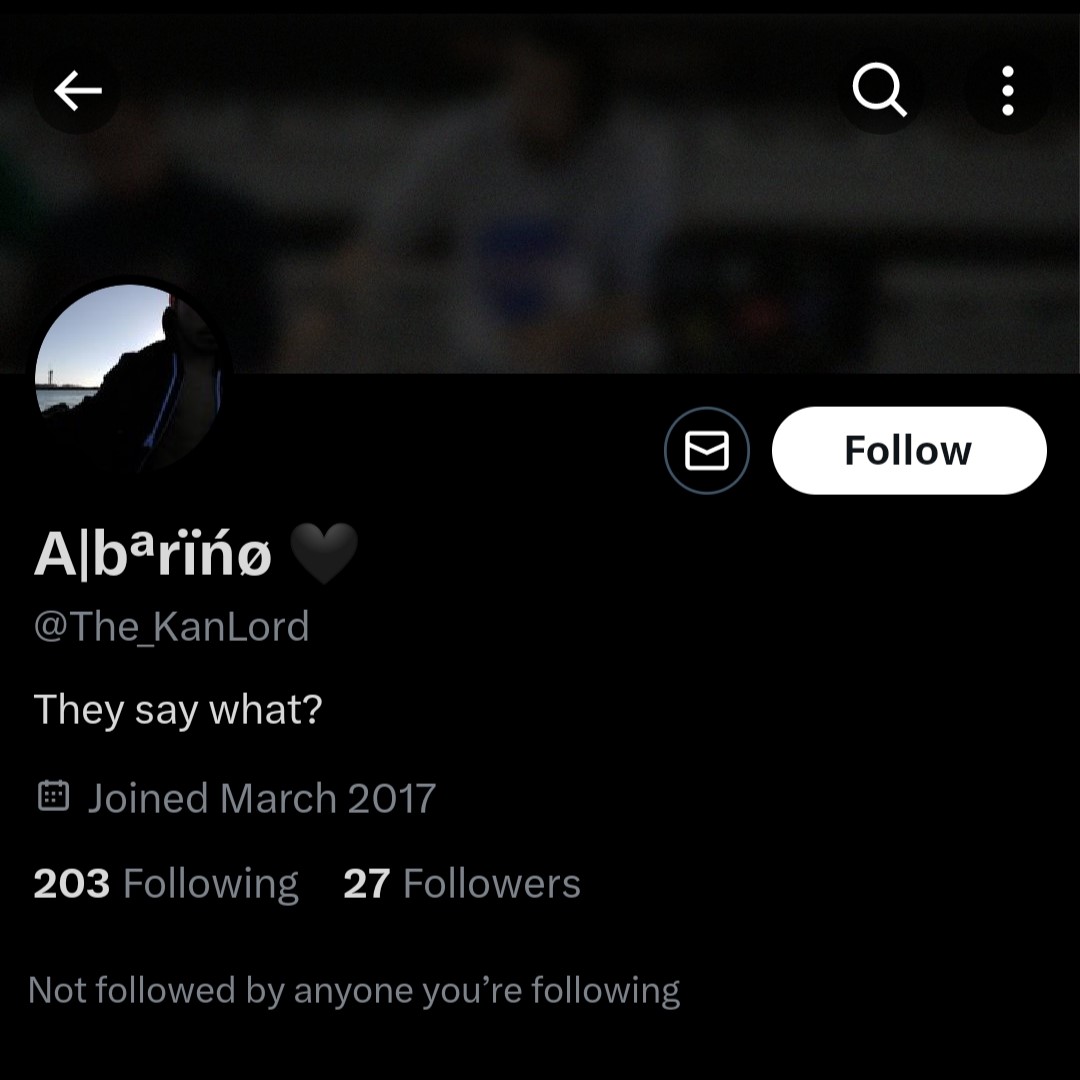 Follow
A|bªrïńø 🖤
@The_KanLord
They say what?
Joined March 2017
203 Following 27 Followers
Not followed by anyone you’re following